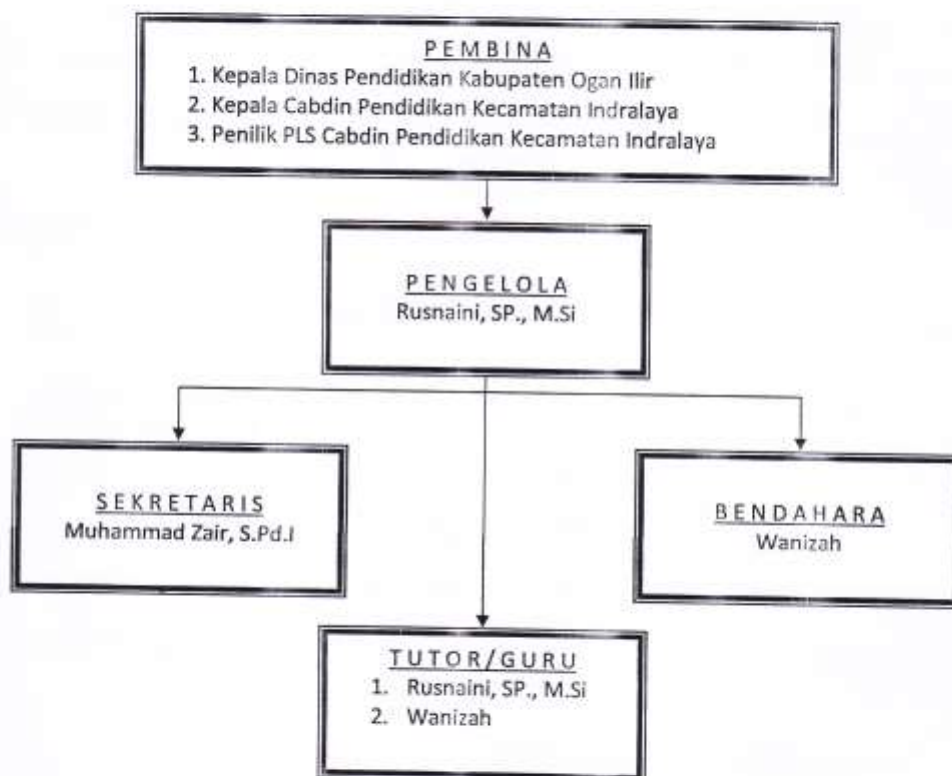 PEMBINA
1. Kepala Dinas Pendidikan Kabupaten Ogan Ilir
2. Kepala Cabdin Pendidikan Kecamatan Indralaya
3. Penilik PLS Cabdin Pendidikan Kecamatan Indralaya
PENGELOLA
Rusnaini, SP., M.Si
SEKRETARIS
Muhammad Zair, S.Pd.I
BENDAHARA
Wanizah
TUTOR/GURU
1. Rusnaini, SP., M.Si
2. Wanizah